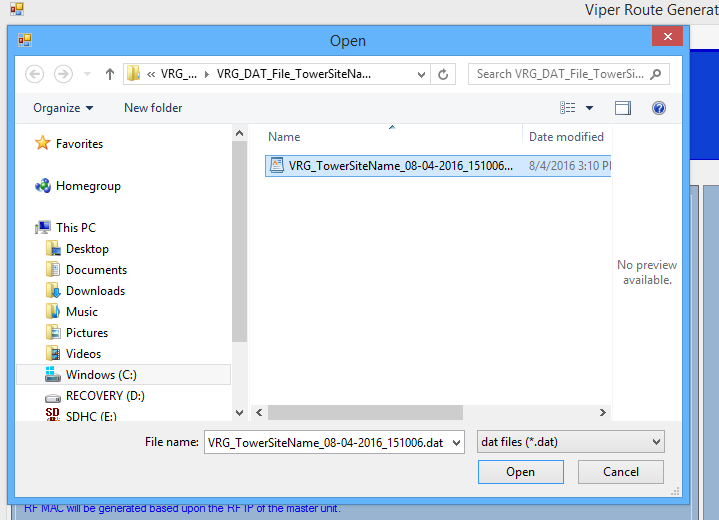 Viper Route Generat
Open
VRG_... VRG_DAT_File_TowerSiteNa...
Search VRG_DAT_File_TowerSi...
Organize
New folder
Name
Date modified
VRG_TowerSiteName_08-04-2016_151006...
8/4/2016 3:10 P
Favorites
Homegroup
This PC
Desktop
Documents
Downloads
Music
Pictures
Videos
Windows (C:)
RECOVERY (D:)
SDHC (E:)
No preview
available.
File name:
VRG_TowerSiteName_08-04-2016_151006.dat
dat files (*.dat)
Open
Cancel
RF MAC will be generated based upon the RF IP of the master unit.